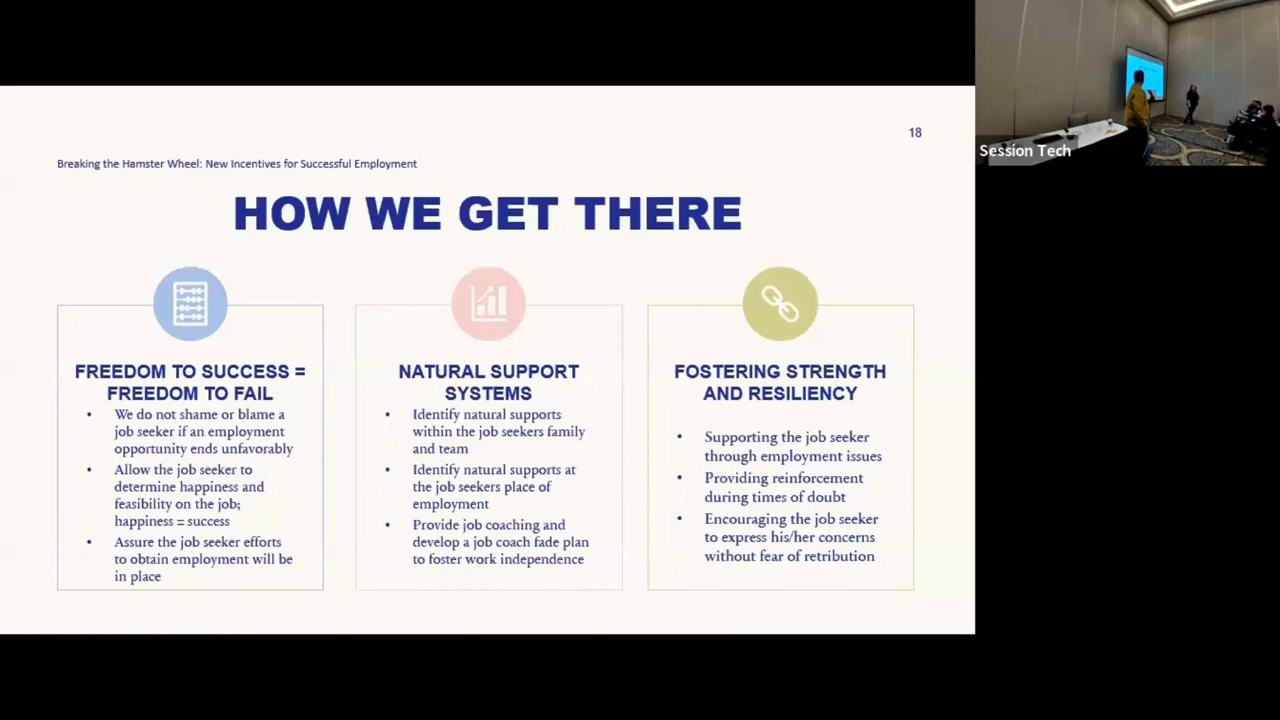 18
Breaking the Hamster Wheel: New Incentives for Successful Employment
HOW WE GET THERE
FREEDOM TO SUCCESS =
FREEDOM TO FAIL
• We do not shame or blame a
job seeker if an employment
opportunity ends unfavorably
• Allow the job seeker to
determine happiness and
feasibility on the job;
happiness = success
• Assure the job seeker efforts
to obtain employment will be
in place
NATURAL SUPPORT
SYSTEMS
• Identify natural supports
within the job seekers family
and team
• Identify natural supports at
the job seekers place of
employment
• Provide job coaching and
develop a job coach fade plan
to foster work independence
FOSTERING STRENGTH
AND RESILIENCY
• Supporting the job seeker
through employment issues
• Providing reinforcement
during times of doubt
• Encouraging the job seeker
to express his/her concerns
without fear of retribution
Session Tech